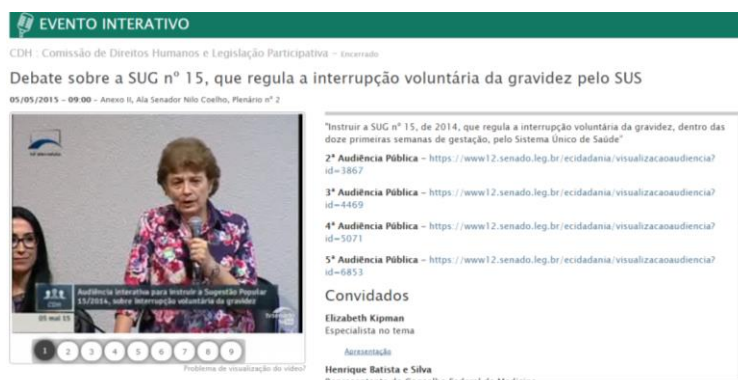 EVENTO INTERATIVO
CDH : Comissão de Direitos Humanos e Legislação Participativa – Encerrado
Debate sobre a SUG nº 15, que regula a interrupção voluntária da gravidez pelo SUS
05/05/2015 – 09:00 – Anexo II, Ala Senador Nilo Coelho, Plenário nº 2
Audiência interativa para instruir a Sugestão Popular
15/2014, sobre interrupção voluntária da gravidez
CDH
05 mai 15
1 2 3 4 5 6 7 8 9
Problema de visualização do vídeo?
"Instruir a SUG nº 15, de 2014, que regula a interrupção voluntária da gravidez, dentro das
doze primeiras semanas de gestação, pelo Sistema Único de Saúde"
2ª Audiência Pública – https://www12.senado.leg.br/ecidadania/visualizacaoaudiencia?
id=3867
3ª Audiência Pública – https://www12.senado.leg.br/ecidadania/visualizacaoaudiencia?
id=4469
4ª Audiência Pública – https://www12.senado.leg.br/ecidadania/visualizacaoaudiencia?
id=5071
5ª Audiência Pública – https://www12.senado.leg.br/ecidadania/visualizacaoaudiencia?
id=6853
Convidados
Elizabeth Kipman
Especialista no tema
Apresentação
Henrique Batista e Silva
Representante do Conselho Federal de Medicina